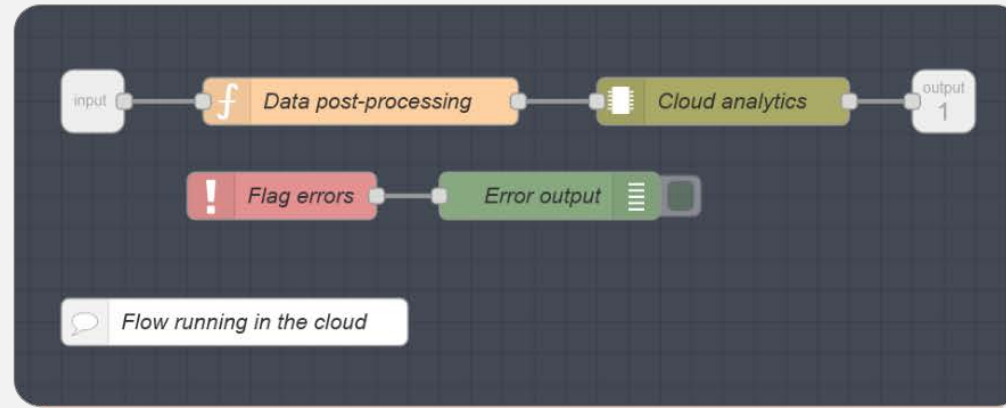 input
Data post-processing
Cloud analytics
output
1
Flag errors
Error output
Flow running in the cloud